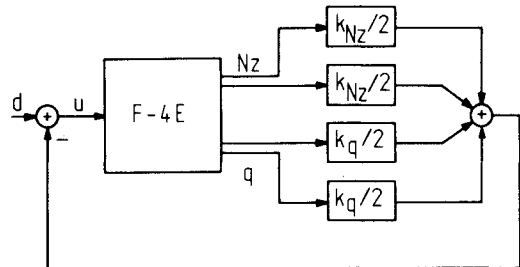 Nz
k_Nz/2
k_Nz/2
d
+
u
F-4E
+
−
k_q/2
q
k_q/2